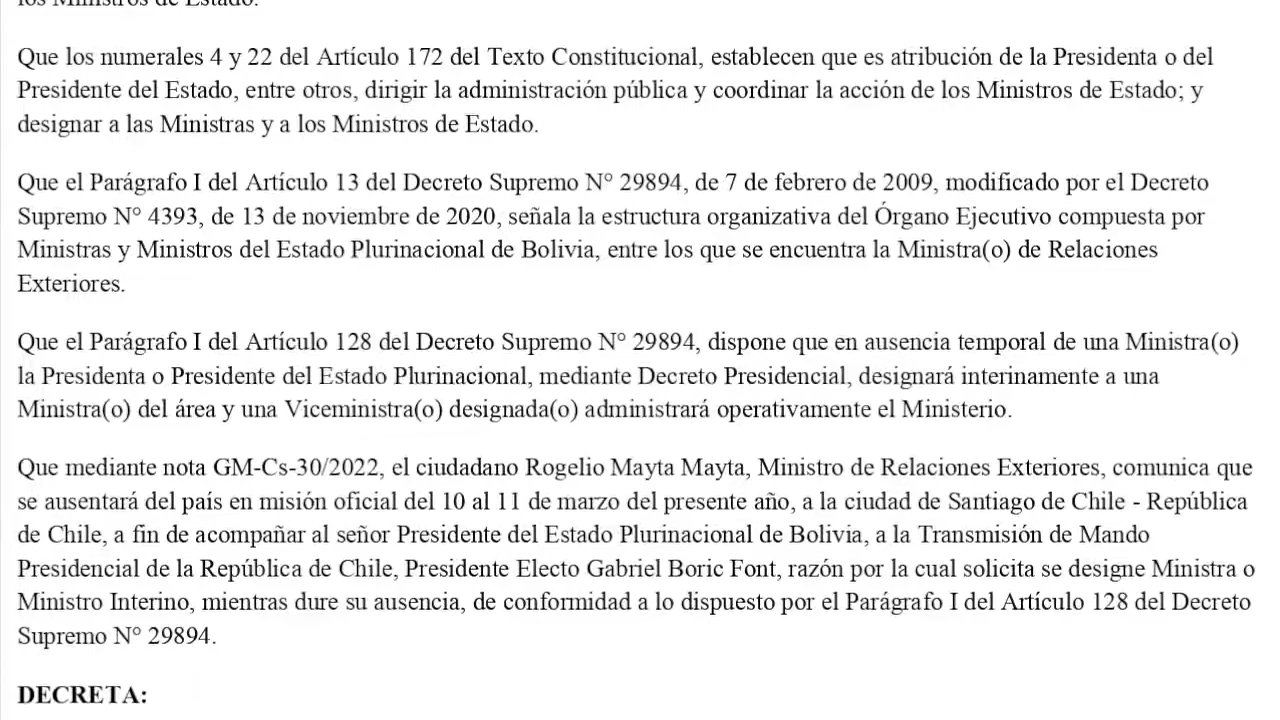 los Ministros de Estado.
Que los numerales 4 y 22 del Artículo 172 del Texto Constitucional, establecen que es atribución de la Presidenta o del
Presidente del Estado, entre otros, dirigir la administración pública y coordinar la acción de los Ministros de Estado; y
designar a las Ministras y a los Ministros de Estado.
Que el Parágrafo I del Artículo 13 del Decreto Supremo N° 29894, de 7 de febrero de 2009, modificado por el Decreto
Supremo N° 4393, de 13 de noviembre de 2020, señala la estructura organizativa del Órgano Ejecutivo compuesta por
Ministras y Ministros del Estado Plurinacional de Bolivia, entre los que se encuentra la Ministra(o) de Relaciones
Exteriores.
Que el Parágrafo I del Artículo 128 del Decreto Supremo N° 29894, dispone que en ausencia temporal de una Ministra(o)
la Presidenta o Presidente del Estado Plurinacional, mediante Decreto Presidencial, designará interinamente a una
Ministra(o) del área y una Viceministra(o) designada(o) administrará operativamente el Ministerio.
Que mediante nota GM-Cs-30/2022, el ciudadano Rogelio Mayta Mayta, Ministro de Relaciones Exteriores, comunica que
se ausentará del país en misión oficial del 10 al 11 de marzo del presente año, a la ciudad de Santiago de Chile - República
de Chile, a fin de acompañar al señor Presidente del Estado Plurinacional de Bolivia, a la Transmisión de Mando
Presidencial de la República de Chile, Presidente Electo Gabriel Boric Font, razón por la cual solicita se designe Ministra o
Ministro Interino, mientras dure su ausencia, de conformidad a lo dispuesto por el Parágrafo I del Artículo 128 del Decreto
Supremo N° 29894.
DECRETA: